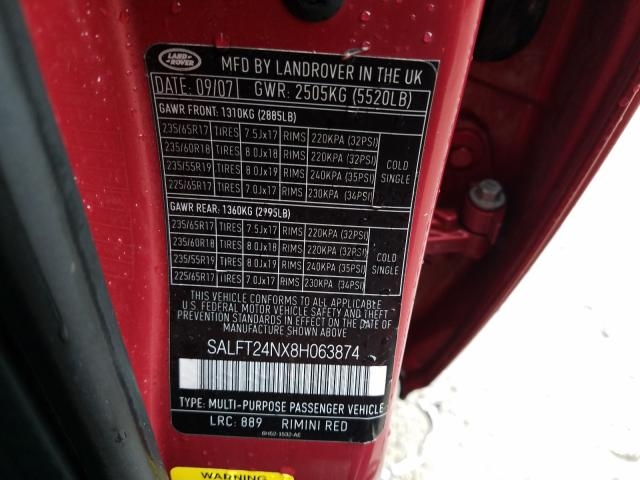 LAND ROVER
MFD BY LANDROVER IN THE UK
DATE: 09/07 GWR: 2505KG (5520LB)
GAWR FRONT: 1310KG (2885LB)
235/65R17 TIRES 7.5Jx17 RIMS 220KPA (32PSI)
235/60R18 TIRES 8.0Jx18 RIMS 220KPA (32PSI)
235/55R19 TIRES 8.0Jx19 RIMS 240KPA (35PSI)
225/65R17 TIRES 7.0Jx17 RIMS 230KPA (34PSI)
COLD
SINGLE
GAWR REAR: 1360KG (2995LB)
235/65R17 TIRES 7.5Jx17 RIMS 220KPA (32PSI)
235/60R18 TIRES 8.0Jx18 RIMS 220KPA (32PSI)
235/55R19 TIRES 8.0Jx19 RIMS 240KPA (35PSI)
225/65R17 TIRES 7.0Jx17 RIMS 230KPA (34PSI)
COLD
SINGLE
THIS VEHICLE CONFORMS TO ALL APPLICABLE
U.S. FEDERAL MOTOR VEHICLE SAFETY AND THEFT
PREVENTION STANDARDS IN EFFECT ON THE DATE OF
MANUFACTURE SHOWN ABOVE
SALFT24NX8H063874
TYPE: MULTI-PURPOSE PASSENGER VEHICLE
LRC: 889 RIMINI RED
6H52-1532-AE
WARNING